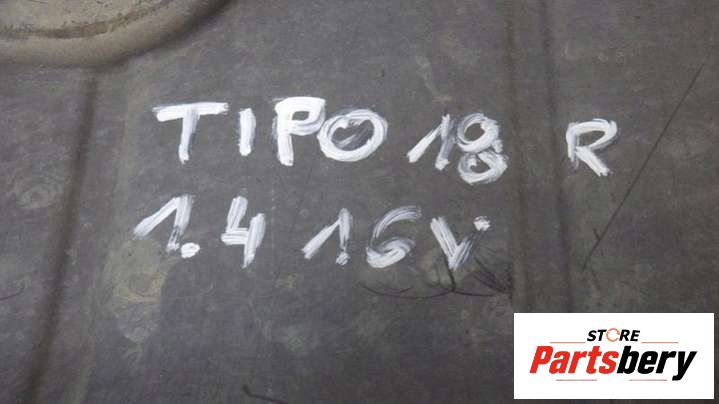 TIPO 18 R
1.4 16V
STORE
Partsbery